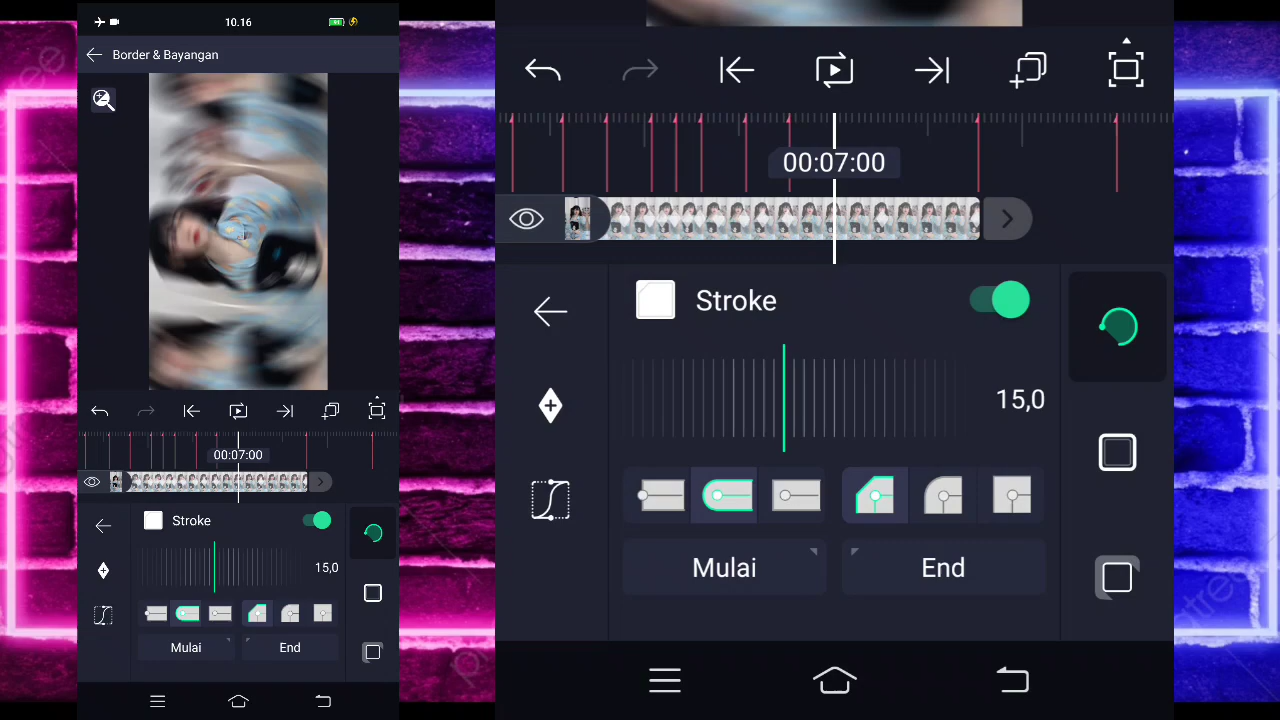 10.16
Border & Bayangan
00:07:00
Stroke
15,0
Mulai
End
00:07:00
Stroke
15,0
Mulai
End